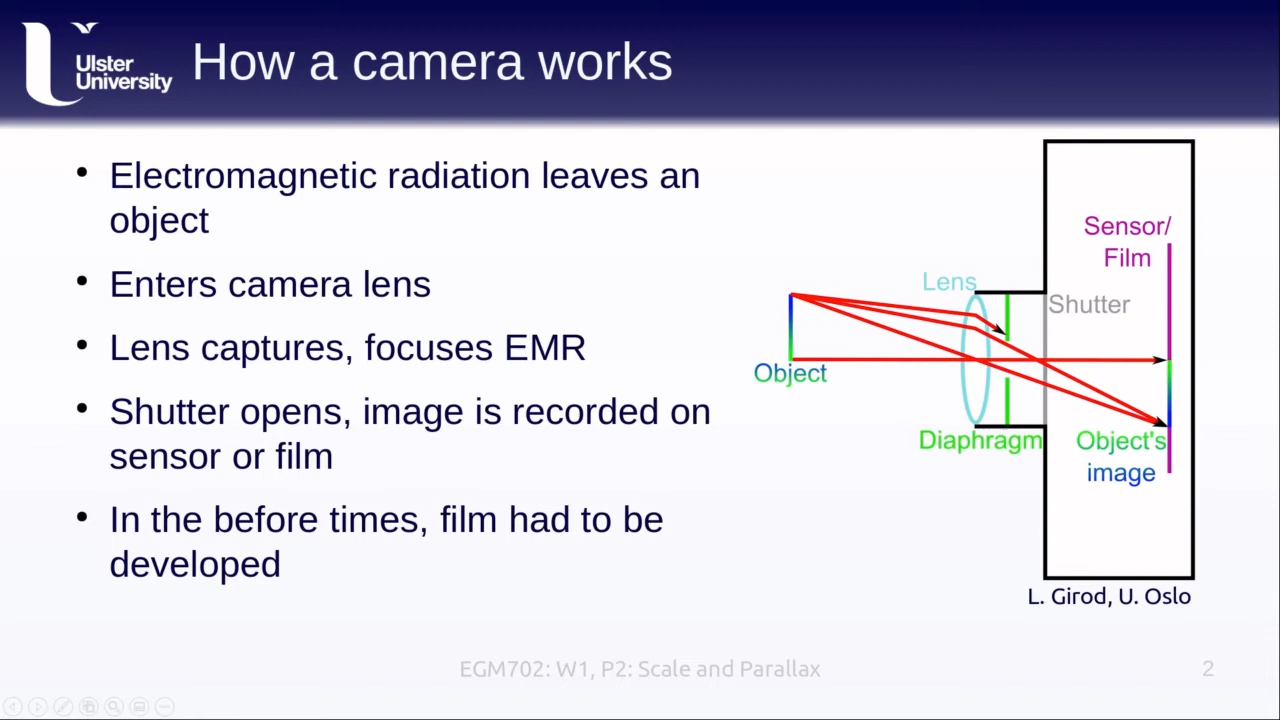 Ulster
University
How a camera works
• Electromagnetic radiation leaves an
object
• Enters camera lens
• Lens captures, focuses EMR
• Shutter opens, image is recorded on
sensor or film
• In the before times, film had to be
developed
Sensor/
Film
Lens
Shutter
Object
Diaphragm
Object's
image
L. Girod, U. Oslo
EGM702: W1, P2: Scale and Parallax
2